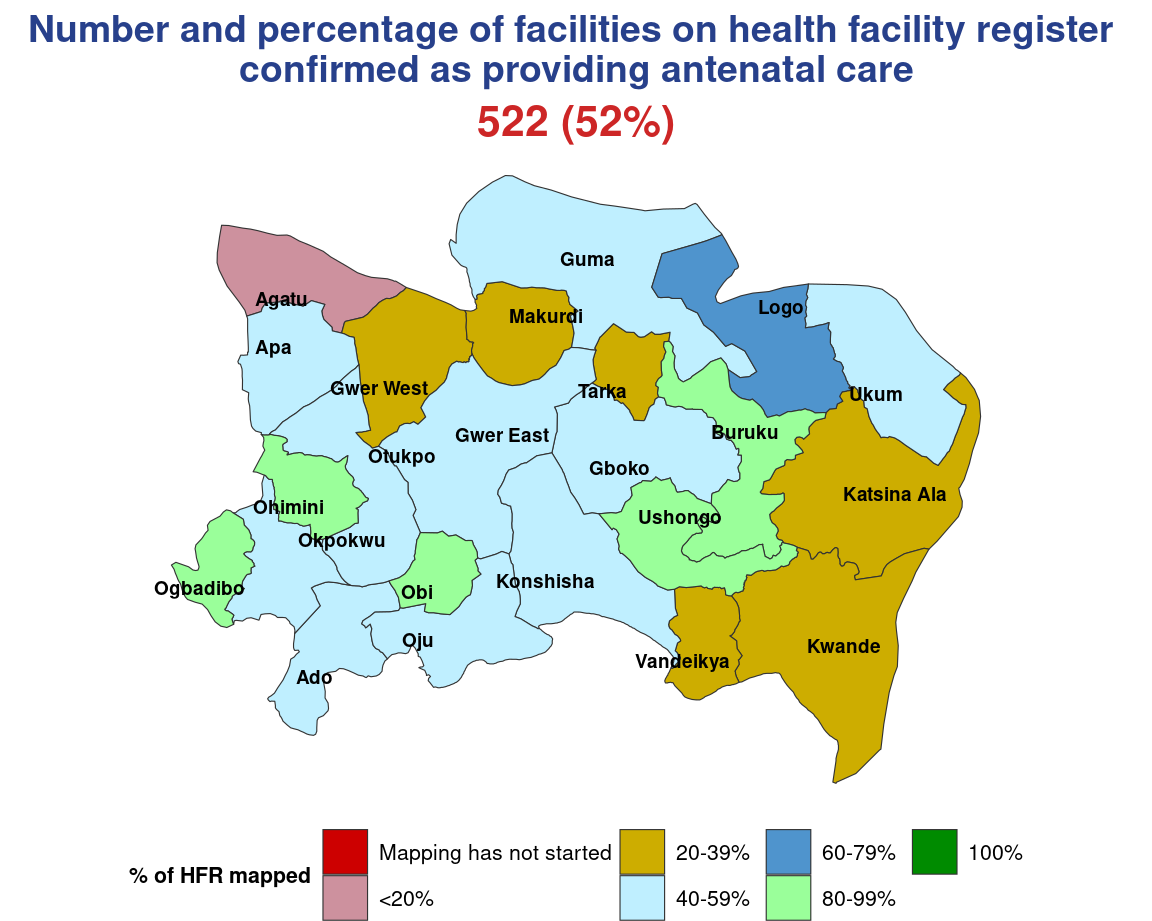 Number and percentage of facilities on health facility register
confirmed as providing antenatal care
522 (52%)
Guma
Agatu
Logo
Makurdi
Apa
Gwer West
Tarka
Ukum
Buruku
Gwer East
Otukpo
Gboko
Katsina Ala
Ohimini
Ushongo
Okpokwu
Konshisha
Ogbadibo
Obi
Oju
Kwande
Vandeikya
Ado
% of HFR mapped
Mapping has not started
<20%
20-39%
40-59%
60-79%
80-99%
100%